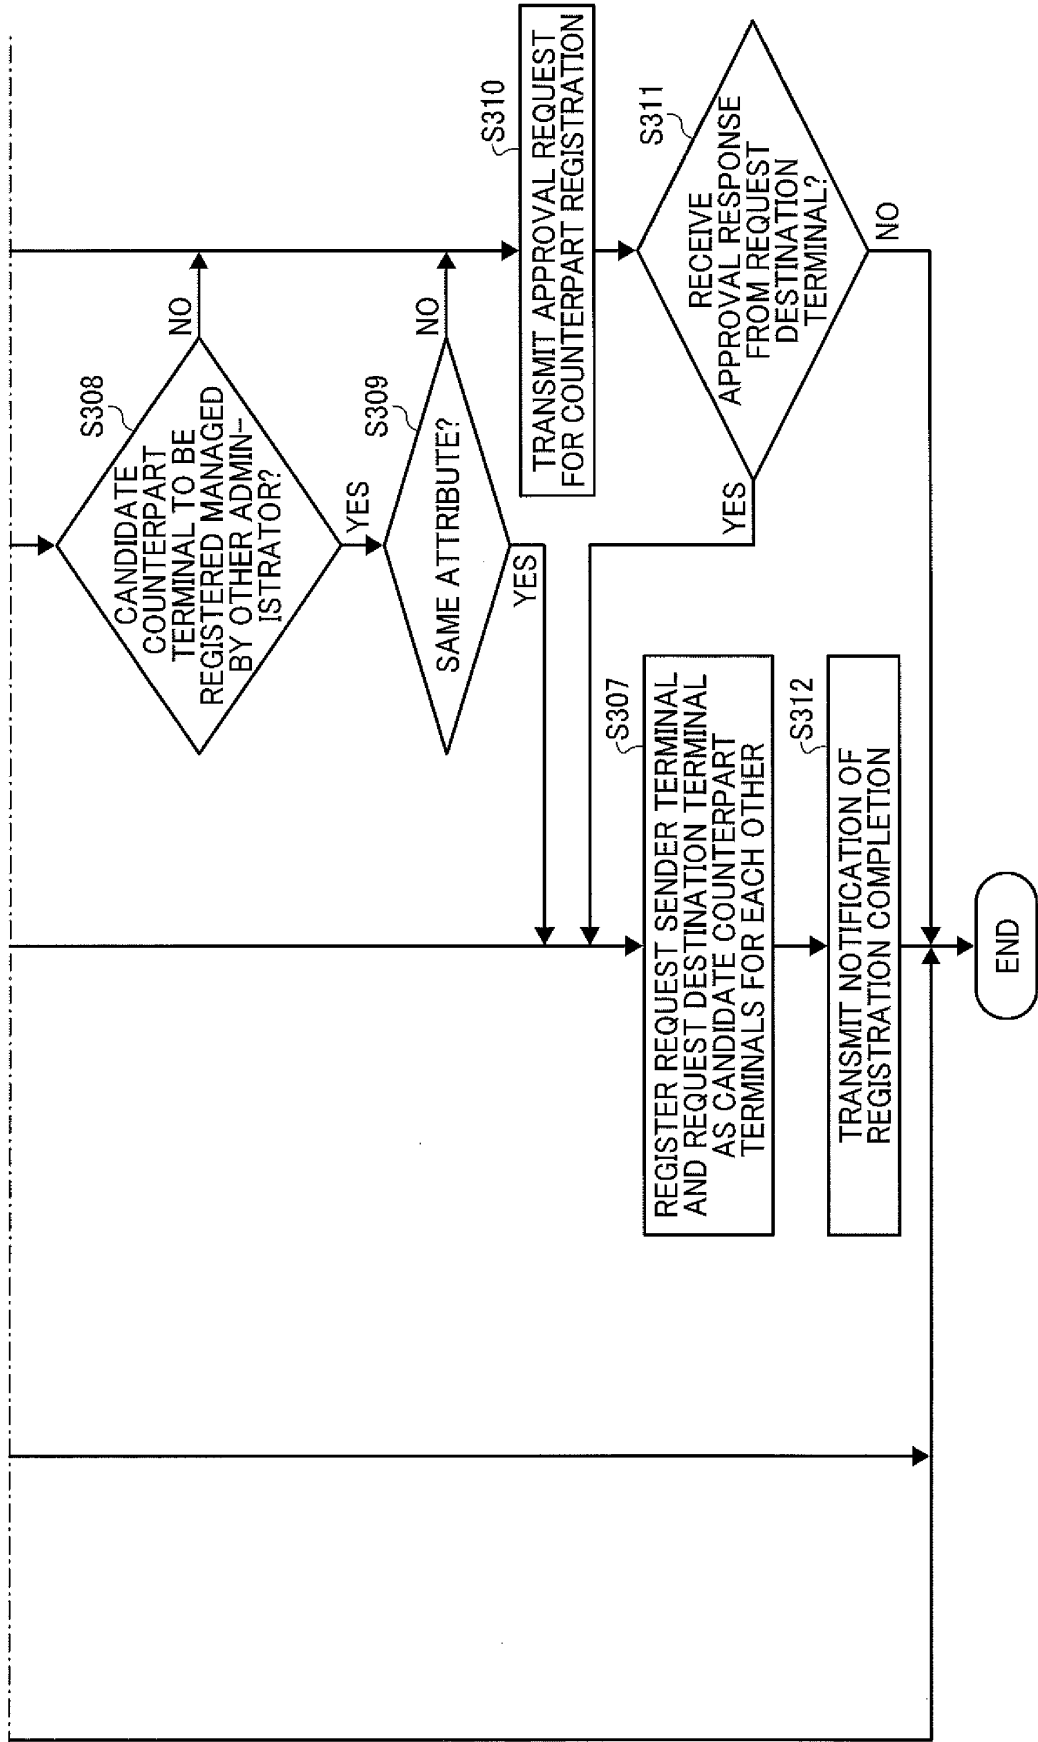 S308
CANDIDATE
COUNTERPART
TERMINAL TO BE
REGISTERED MANAGED
BY OTHER ADMIN-
ISTRATOR?
NO
YES
S309
SAME ATTRIBUTE?
NO
YES
S310
TRANSMIT APPROVAL REQUEST
FOR COUNTERPART REGISTRATION
S311
RECEIVE
APPROVAL RESPONSE
FROM REQUEST
DESTINATION
TERMINAL?
YES
NO
S307
REGISTER REQUEST SENDER TERMINAL
AND REQUEST DESTINATION TERMINAL
AS CANDIDATE COUNTERPART
TERMINALS FOR EACH OTHER
S312
TRANSMIT NOTIFICATION OF
REGISTRATION COMPLETION
END